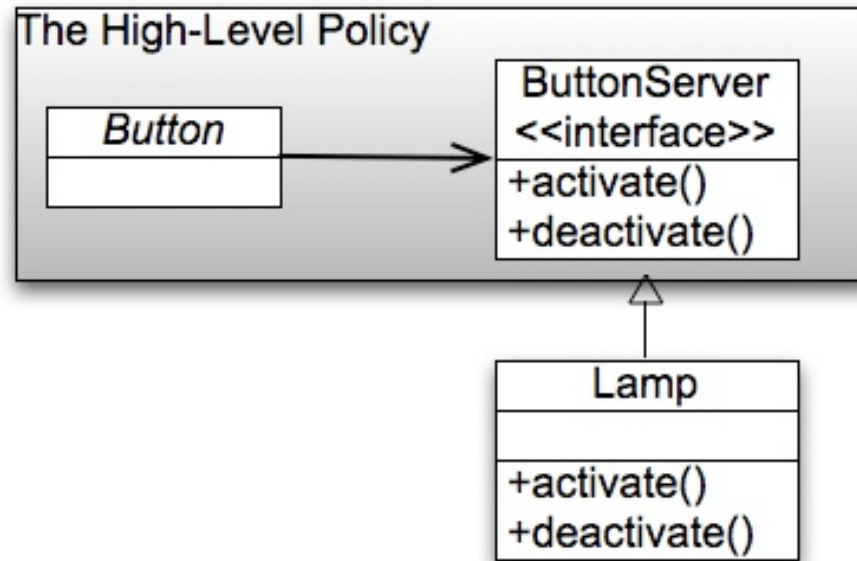 The High-Level Policy
Button
ButtonServer
<<interface>>
+activate()
+deactivate()
Lamp
+activate()
+deactivate()